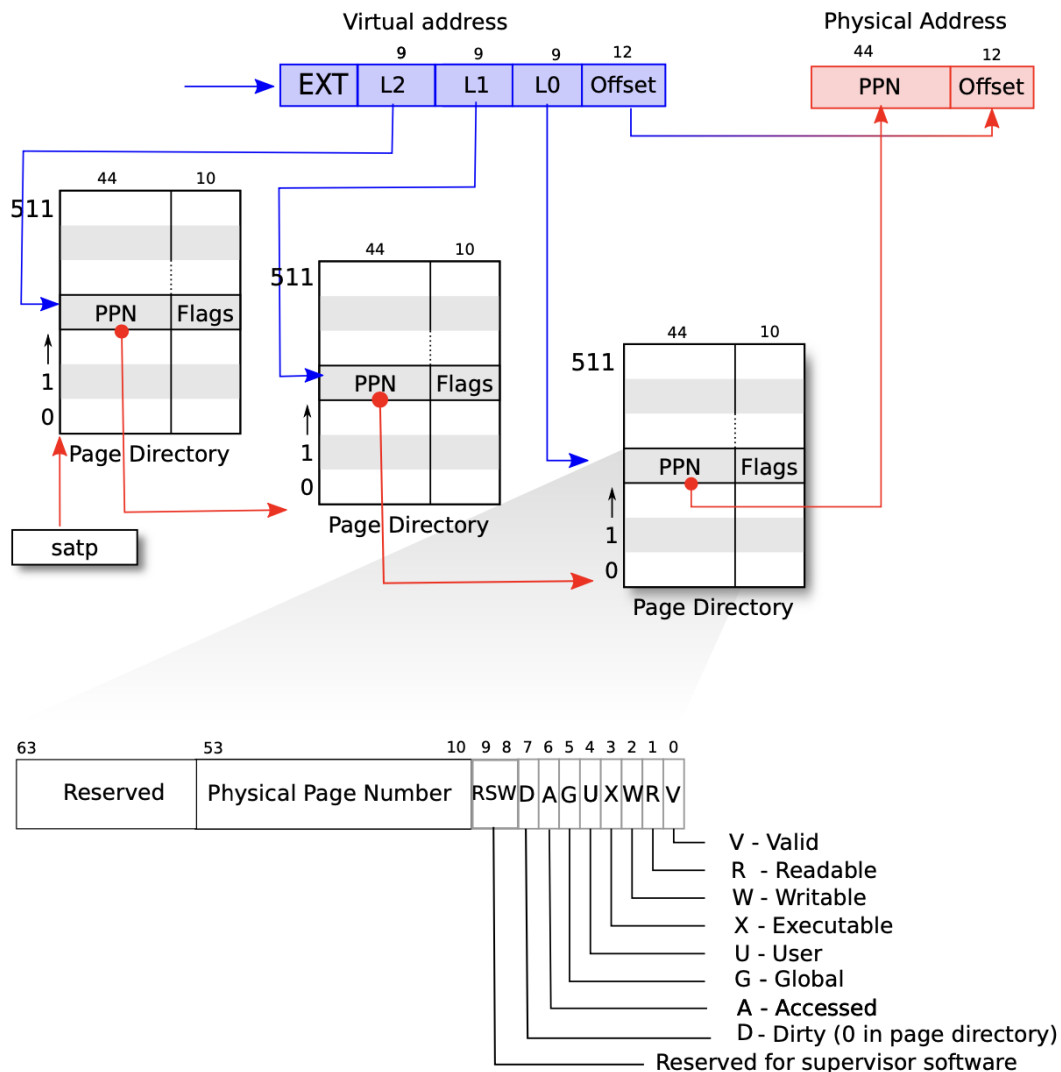 Virtual address
Physical Address
9 9 9 12
44 12
EXT L2 L1 L0 Offset
PPN Offset
44 10
511
PPN Flags
1
0
Page Directory
satp
44 10
511
PPN Flags
1
0
Page Directory
44 10
511
PPN Flags
1
0
Page Directory
63 53 10 9 8 7 6 5 4 3 2 1 0
Reserved Physical Page Number RSW D A G U X W R V
V - Valid
R - Readable
W - Writable
X - Executable
U - User
G - Global
A - Accessed
D - Dirty (0 in page directory)
Reserved for supervisor software